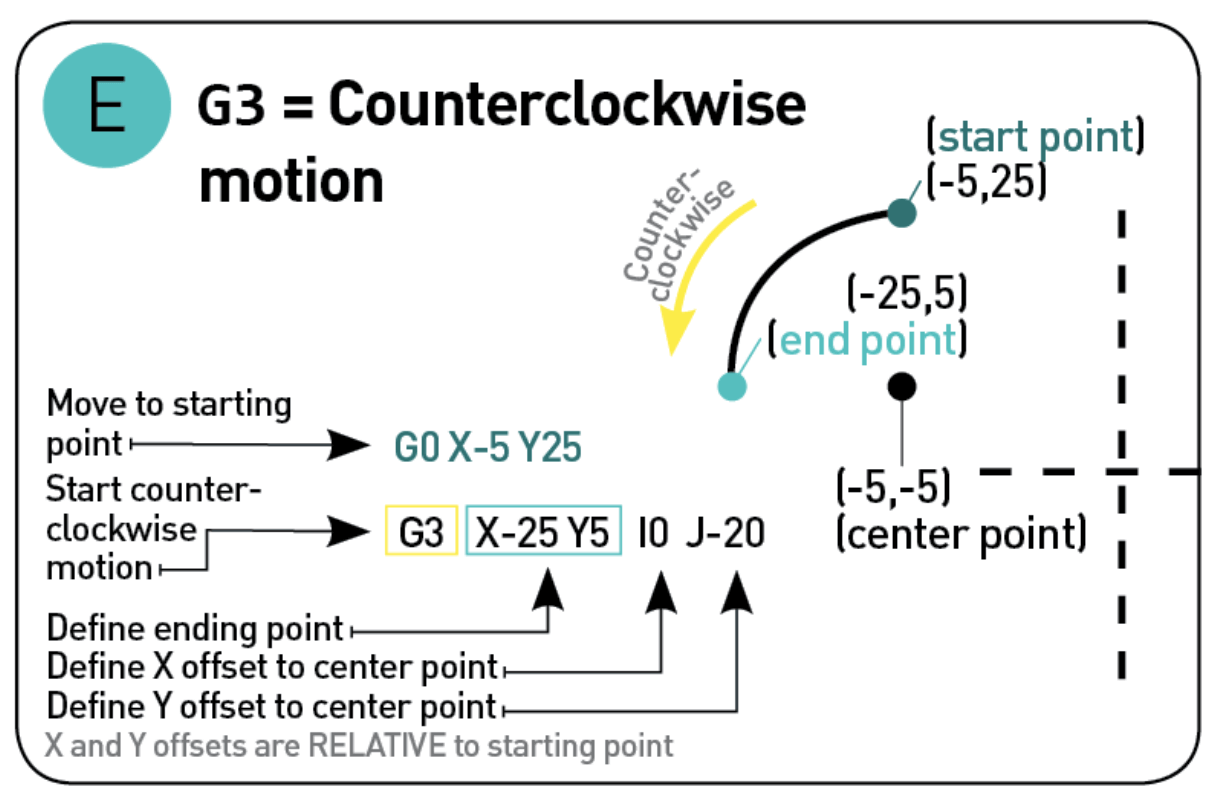 E
G3 = Counterclockwise
motion
(start point)
(-5,25)
Counter-
clockwise
(-25,5)
(end point)
Move to starting
point
G0 X-5 Y25
Start counter-
clockwise
motion
G3 X-25 Y5 I0 J-20
(-5,-5)
(center point)
Define ending point
Define X offset to center point
Define Y offset to center point
X and Y offsets are RELATIVE to starting point